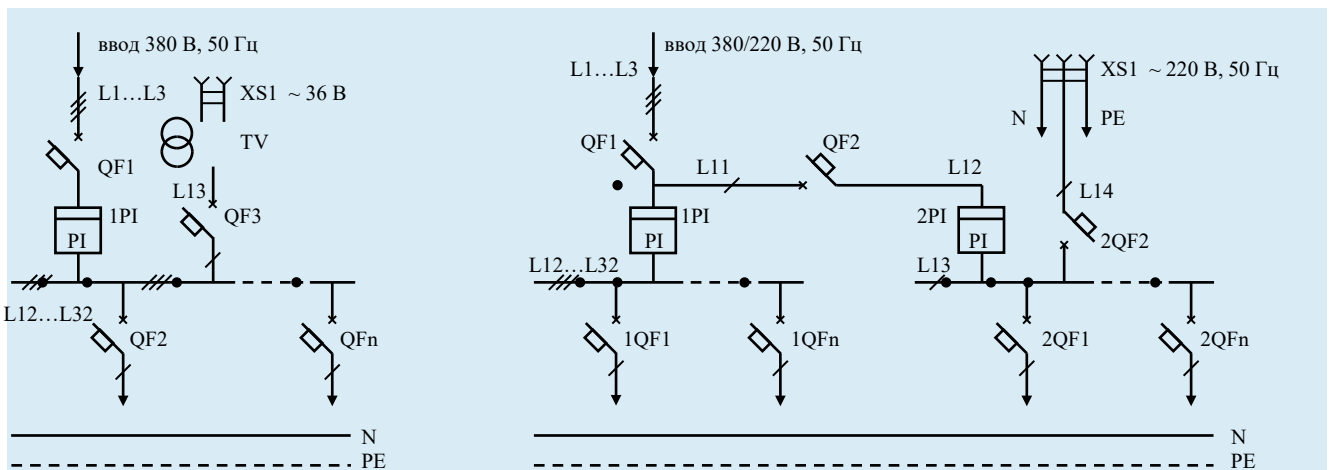 ввод 380 В, 50 Гц
L1…L3
XS1 ~ 36 В
TV
QF1
L13
QF3
1PI
PI
L12…L32
QF2
QFn
N
PE
ввод 380/220 В, 50 Гц
L1…L3
XS1 ~ 220 В, 50 Гц
N
PE
QF1
QF2
L11
L12
L14
1PI
PI
2PI
PI
2QF2
L12…L32
L13
1QF1
1QFn
2QF1
2QFn
N
PE